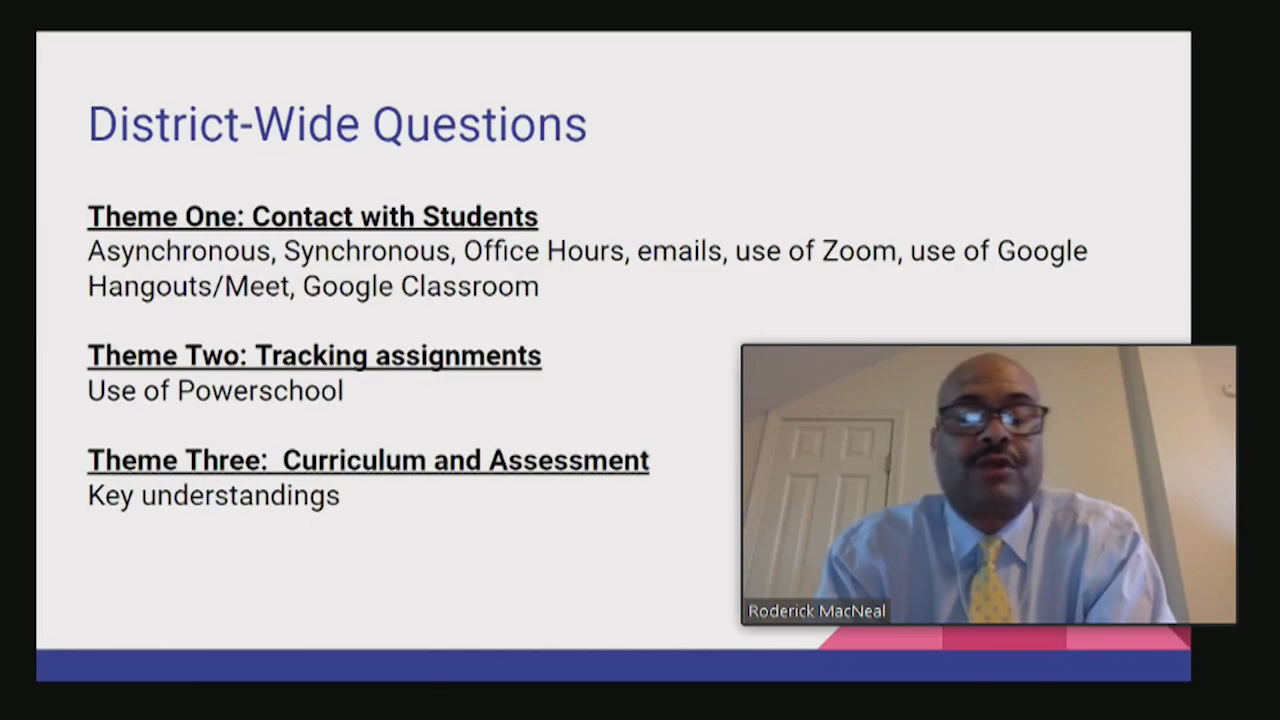 District-Wide Questions
Theme One: Contact with Students
Asynchronous, Synchronous, Office Hours, emails, use of Zoom, use of Google
Hangouts/Meet, Google Classroom
Theme Two: Tracking assignments
Use of Powerschool
Theme Three:  Curriculum and Assessment
Key understandings
Roderick MacNeal